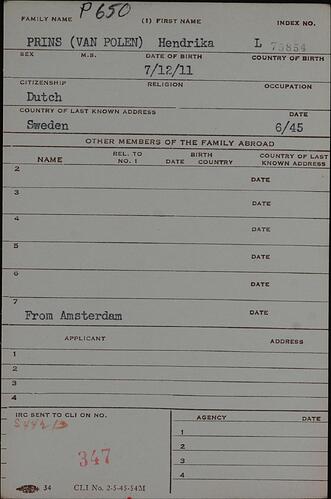 P650
FAMILY NAME (1) FIRST NAME INDEX NO.
PRINS (VAN POLEN) Hendrika L 75854
SEX M.S. DATE OF BIRTH COUNTRY OF BIRTH
7/12/11
CITIZENSHIP RELIGION OCCUPATION
Dutch
COUNTRY OF LAST KNOWN ADDRESS DATE
Sweden 6/45
OTHER MEMBERS OF THE FAMILY ABROAD
NAME REL. TO NO. 1 BIRTH DATE COUNTRY COUNTRY OF LAST KNOWN ADDRESS
2 DATE
3 DATE
4 DATE
5 DATE
6 DATE
7 DATE
From Amsterdam
APPLICANT ADDRESS
1
2
3
4
IRC SENT TO CLI ON NO. AGENCY DATE
1
2
347
3
4
34 CLI No. 2-5-45-54M